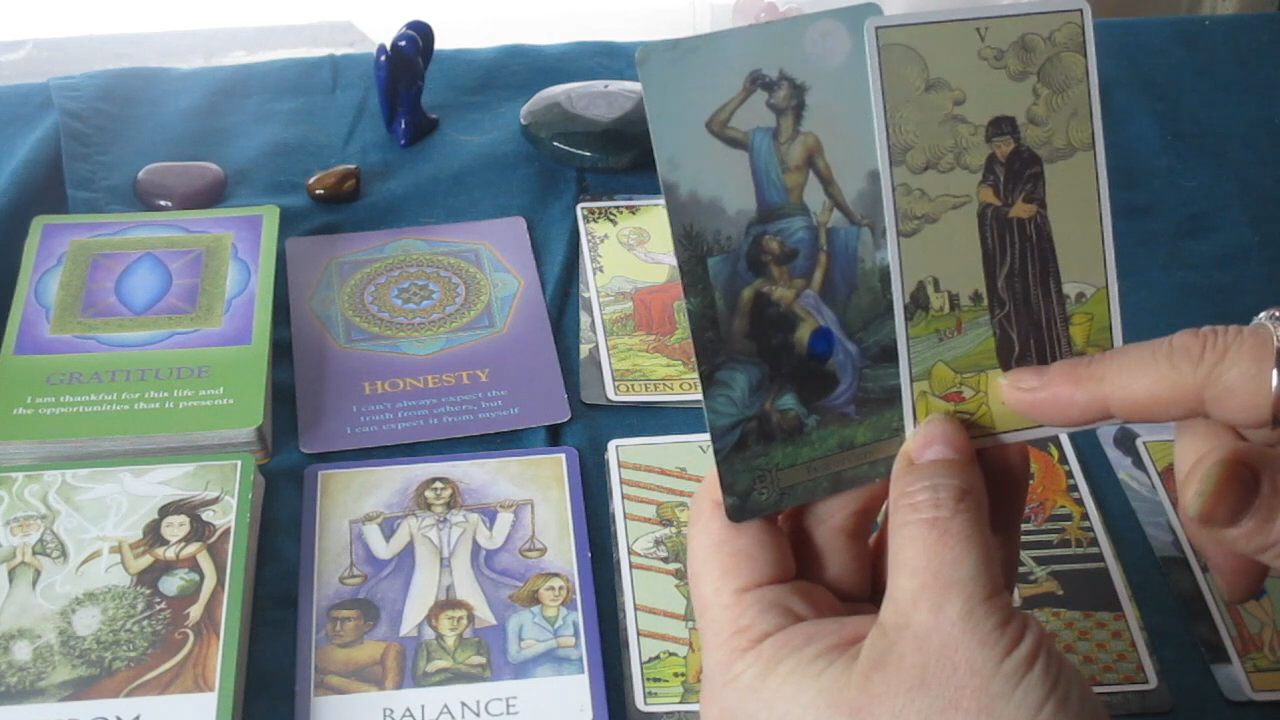 V
GRATITUDE
I am thankful for this life and
the opportunities that it presents
HONESTY
I can't always expect the
truth from others, but
I can expect it from myself
QUEEN OF
V
BALANCE